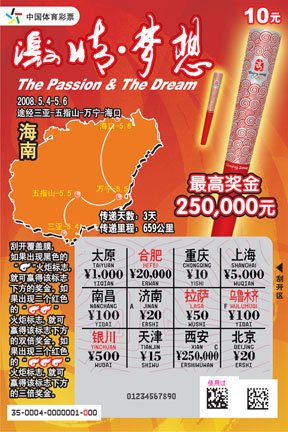 中国体育彩票
10元
激情·梦想
The Passion & The Dream
2008.5.4-5.6
途经三亚-五指山-万宁-海口
海南
海口-5.6
五指山-5.5
万宁-5.5
三亚-5.4
传递天数：3天
传递里程：659公里
最高奖金
250,000元
刮开覆盖膜,
如果出现黑色的
火炬标志,
就可赢得该标志
下方的奖金。如
果出现二个红色
的
火炬标志,可赢
得该标志下方
的双倍奖金。如
果出现三个红色
的
火炬标志,可赢
得该标志下方的
三倍奖金。
太原 合肥 重庆 上海
TAIYUAN HEFEI CHONGQING SHANGHAI
¥1,000 ¥20,000 ¥10 ¥5,000
YIQIAN ERWAN YISHI WUQIAN
南昌 济南 拉萨 乌鲁木齐
NANCHANG JINAN LASA WULUMUQI
¥100 ¥20 ¥50 ¥100
YIBAI ERSHI WUSHI YIBAI
银川 天津 西安 北京
YINCHUAN TIANJIN XIAN BEIJING
¥500 ¥15 ¥250,000 ¥20
WUBAI SHIWU ERSHIWUWAN ERSHI
刮开区
01234567890
使用过
35-0004-0000001-000